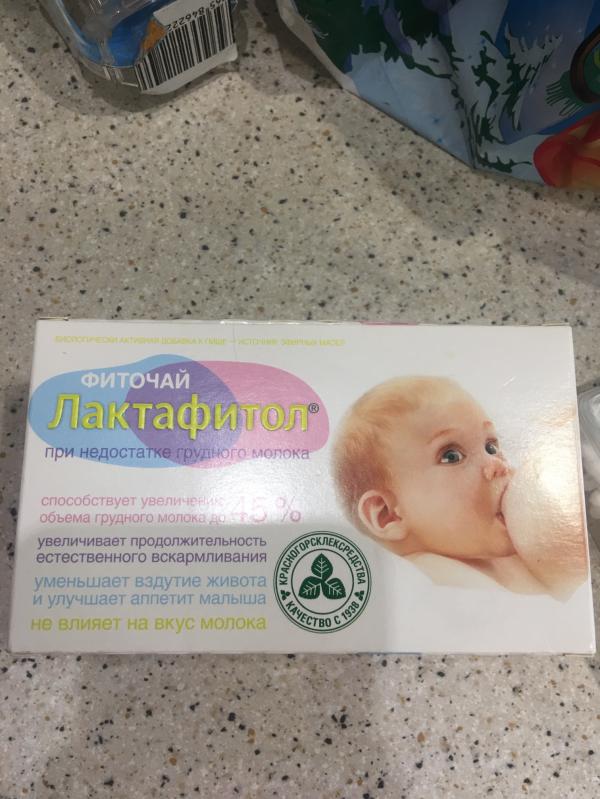 БИОЛОГИЧЕСКИ АКТИВНАЯ ДОБАВКА К ПИЩЕ – ИСТОЧНИК ЭФИРНЫХ МАСЕЛ
ФИТОЧАЙ
Лактафитол®
при недостатке грудного молока
способствует увеличению
объема грудного молока до 45%
увеличивает продолжительность
естественного вскармливания
уменьшает вздутие живота
и улучшает аппетит малыша
не влияет на вкус молока
КРАСНОГОРСКЛЕКСРЕДСТВА
КАЧЕСТВО С 1938